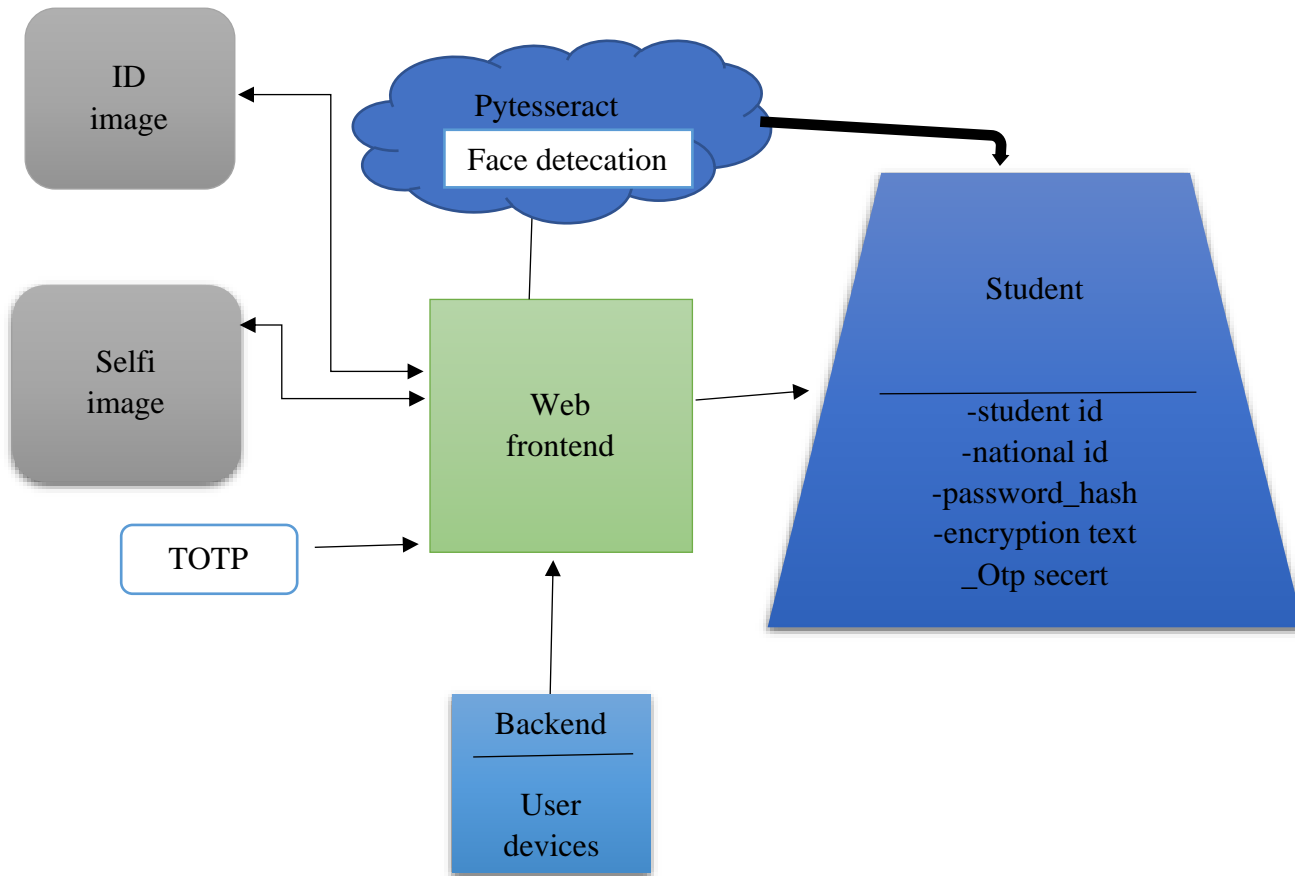 ID
image
Pytesseract
Face detecation
Student
Selfi
image
Web
frontend
-student id
-national id
-password_hash
-encryption text
_Otp secert
TOTP
Backend
User
devices